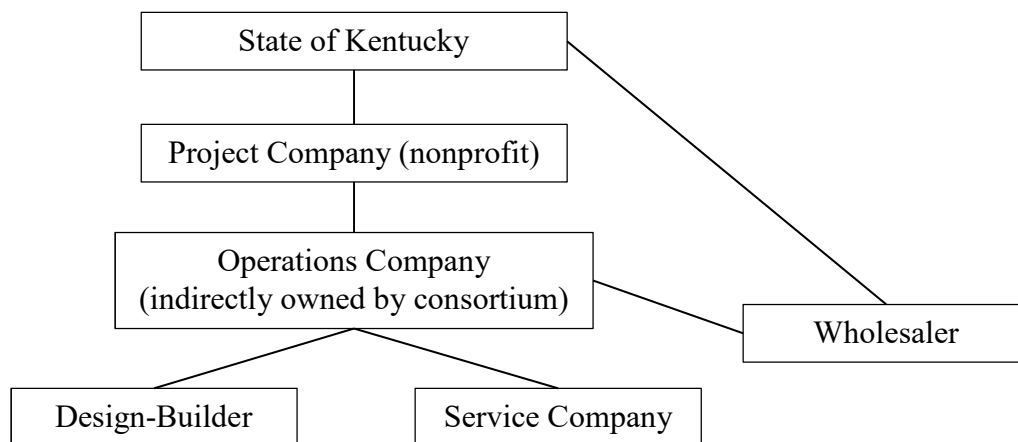 State of Kentucky
Project Company (nonprofit)
Operations Company
(indirectly owned by consortium)
Wholesaler
Design-Builder
Service Company